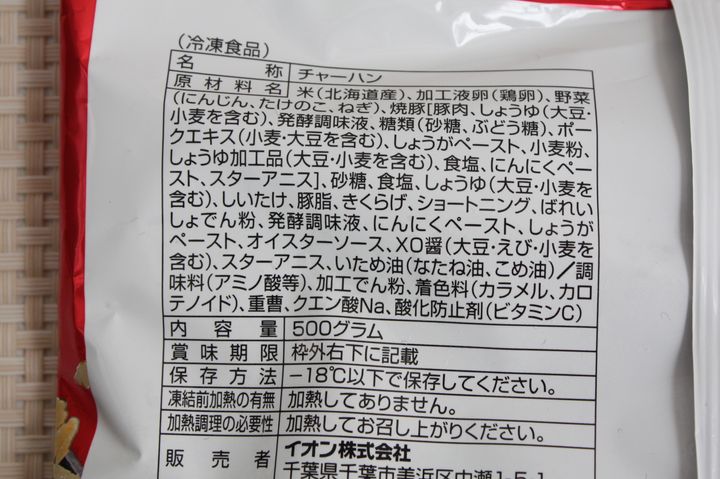 (冷凍食品)
名称 チャーハン
原材料名 米(北海道産)、加工液卵(鶏卵)、野菜
(にんじん、たけのこ、ねぎ)、焼豚[豚肉、しょうゆ(大豆・
小麦を含む)、発酵調味液、糖類(砂糖、ぶどう糖)、ポー
クエキス(小麦・大豆を含む)、しょうがペースト、小麦粉、
しょうゆ加工品(大豆・小麦を含む)、食塩、にんにくペー
スト、スターアニス]、砂糖、食塩、しょうゆ(大豆・小麦を
含む)、しいたけ、豚脂、きくらげ、ショートニング、ばれい
しょでん粉、発酵調味液、にんにくペースト、しょうが
ペースト、オイスターソース、XO醤(大豆・えび・小麦を
含む)、スターアニス、いため油(なたね油、こめ油)/調
味料(アミノ酸等)、加工でん粉、着色料(カラメル、カロ
テノイド)、重曹、クエン酸Na、酸化防止剤(ビタミンC)
内容量 500グラム
賞味期限 枠外右下に記載
保存方法 −18℃以下で保存してください。
凍結前加熱の有無 加熱してありません。
加熱調理の必要性 加熱してお召し上がりください。
販売者 イオン株式会社
千葉県千葉市美浜区中瀬1-5-1